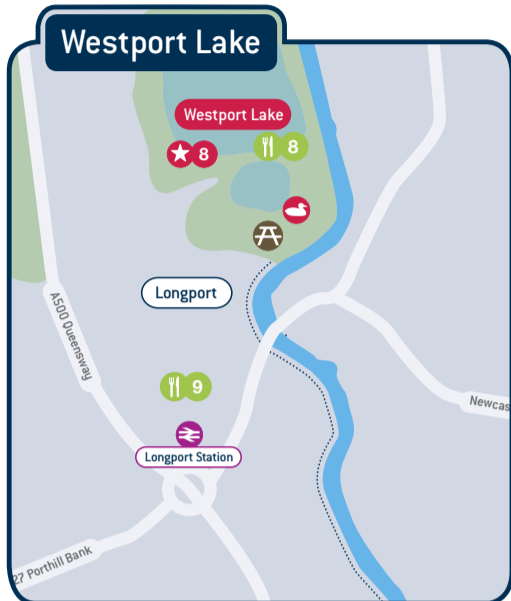 Westport Lake
Westport Lake
8
8
Longport
A500 Queensway
9
Newcas
Longport Station
27 Porthill Bank